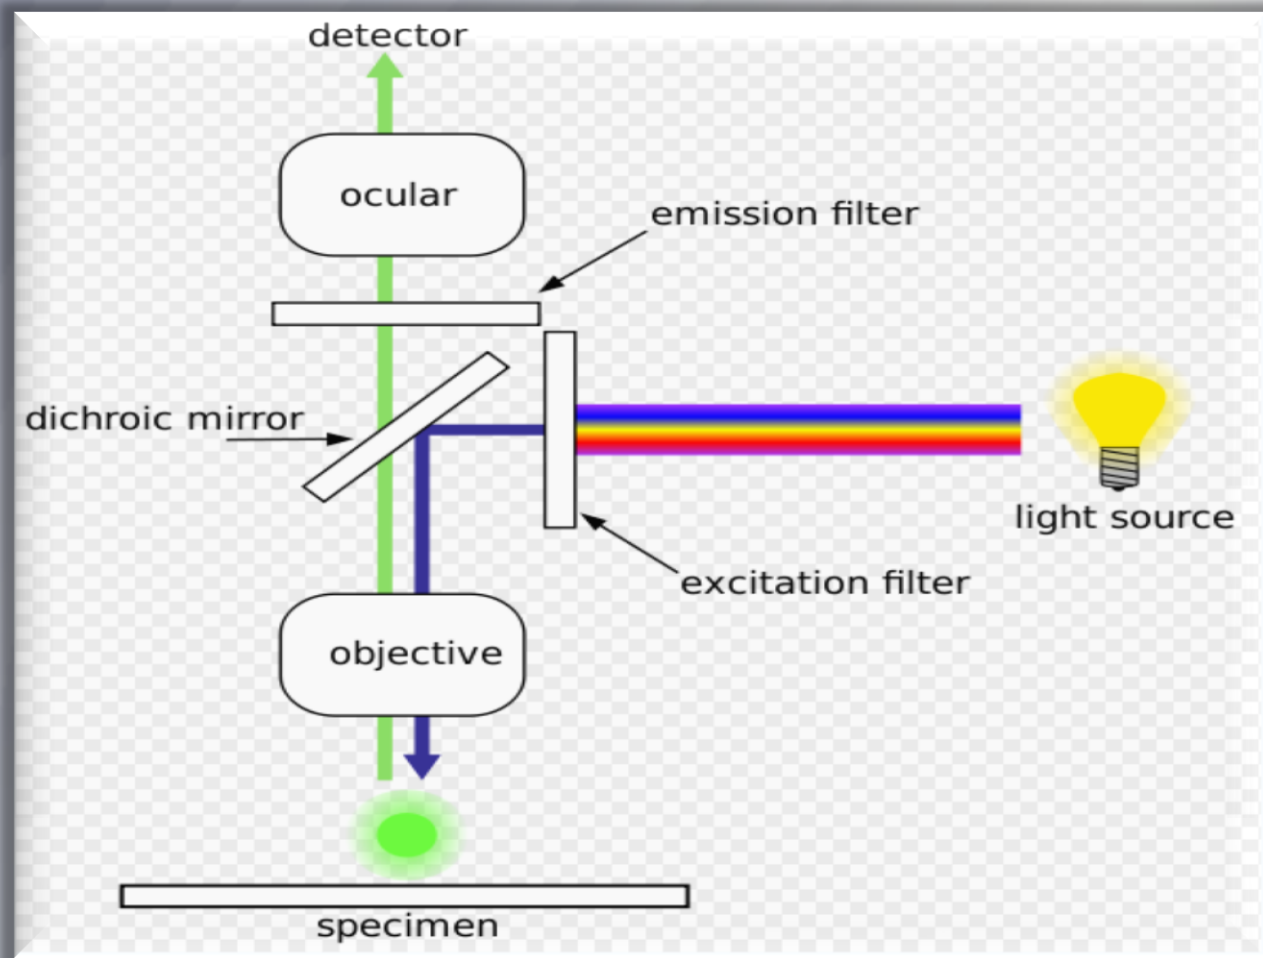 detector
ocular
emission filter
dichroic mirror
light source
excitation filter
objective
specimen